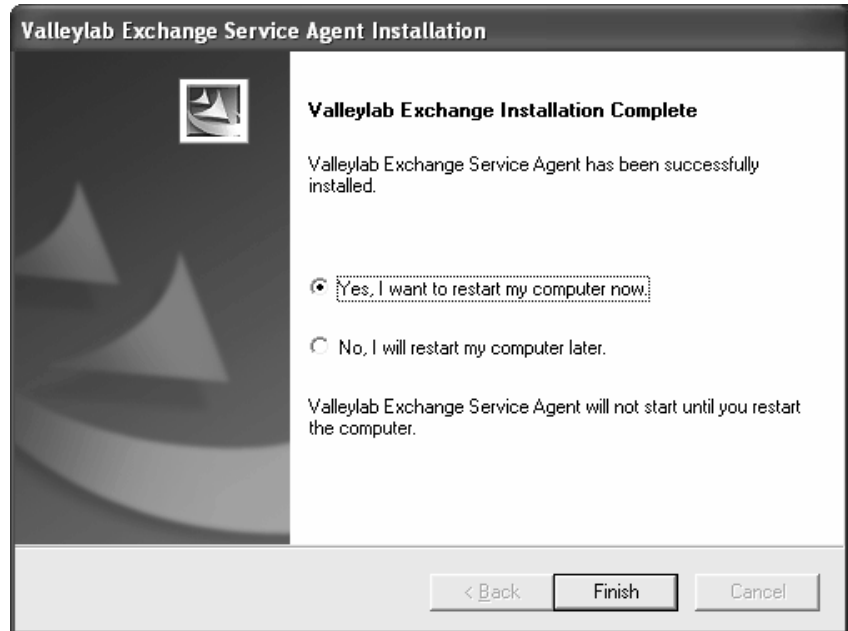 Valleylab Exchange Service Agent Installation
Valleylab Exchange Installation Complete
Valleylab Exchange Service Agent has been successfully
installed.
Yes, I want to restart my computer now.
No, I will restart my computer later.
Valleylab Exchange Service Agent will not start until you restart
the computer.
< Back Finish Cancel